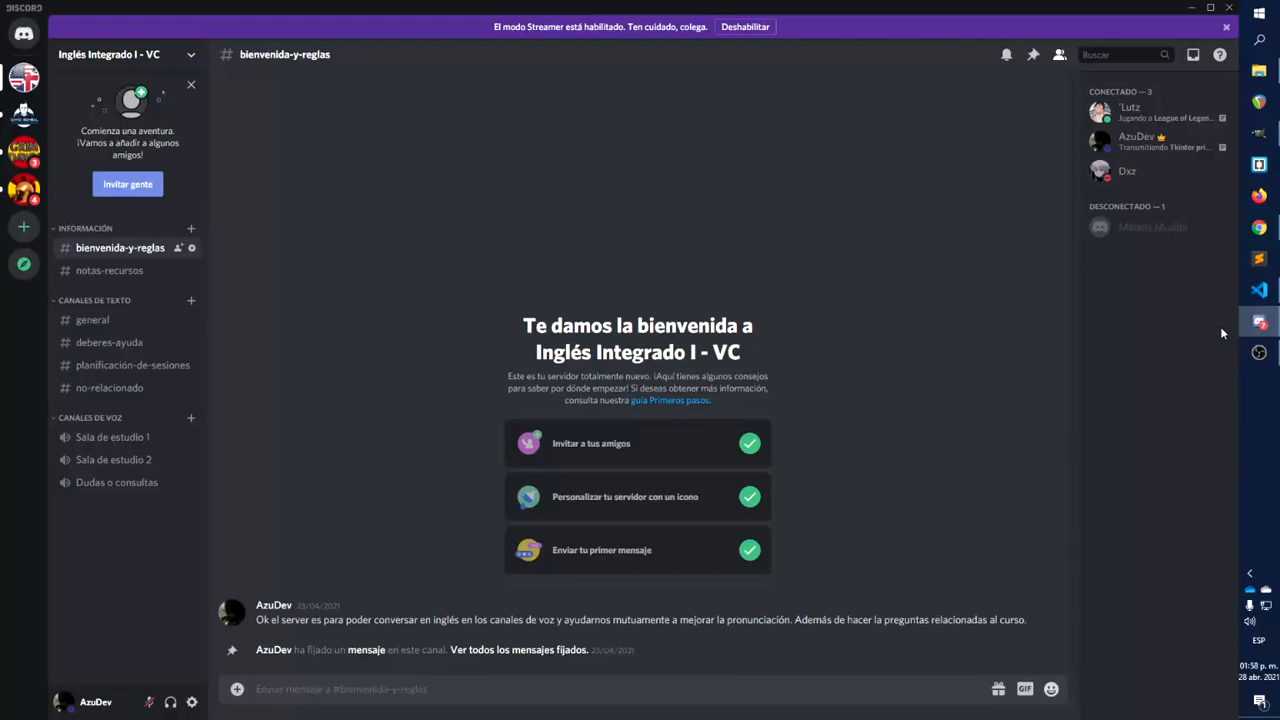 DISCORD
El modo Streamer está habilitado. Ten cuidado, colega.
Deshabilitar
Inglés Integrado I - VC
bienvenida-y-reglas
Buscar
Comienza una aventura.
¡Vamos a añadir a algunos
amigos!
Invitar gente
INFORMACIÓN
bienvenida-y-reglas
notas-recursos
CANALES DE TEXTO
general
deberes-ayuda
planificación-de-sesiones
no-relacionado
CANALES DE VOZ
Sala de estudio 1
Sala de estudio 2
Dudas o consultas
AzuDev
3
4
Te damos la bienvenida a
Inglés Integrado I - VC
Este es tu servidor totalmente nuevo. ¡Aquí tienes algunos consejos
para saber por dónde empezar! Si deseas obtener más información,
consulta nuestra guía Primeros pasos.
Invitar a tus amigos
Personalizar tu servidor con un icono
Enviar tu primer mensaje
AzuDev 23/04/2021
Ok el server es para poder conversar en inglés en los canales de voz y ayudarnos mutuamente a mejorar la pronunciación. Además de hacer la preguntas relacionadas al curso.
AzuDev ha fijado un mensaje en este canal. Ver todos los mensajes fijados. 23/04/2021
Enviar mensaje a #bienvenida-y-reglas
GIF
CONECTADO — 3
'Lutz
Jugando a League of Legen...
AzuDev
Transmitiendo Tkinter pri...
Dxz
DESCONECTADO — 1
ESP
01:58 p. m.
28 abr. 2021